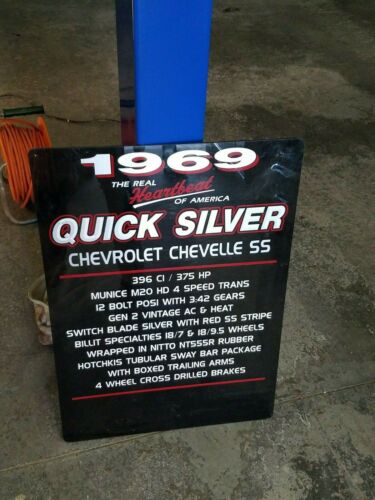 1969
THE REAL
Heartbeat
OF AMERICA
QUICK SILVER
CHEVROLET CHEVELLE SS
396 CI / 375 HP
MUNICE M20 HD 4 SPEED TRANS
12 BOLT POSI WITH 3:42 GEARS
GEN 2 VINTAGE AC & HEAT
SWITCH BLADE SILVER WITH RED SS STRIPE
BILLIT SPECIALTIES 18/7 & 18/9.5 WHEELS
WRAPPED IN NITTO NT555R RUBBER
HOTCHKIS TUBULAR SWAY BAR PACKAGE
WITH BOXED TRAILING ARMS
4 WHEEL CROSS DRILLED BRAKES